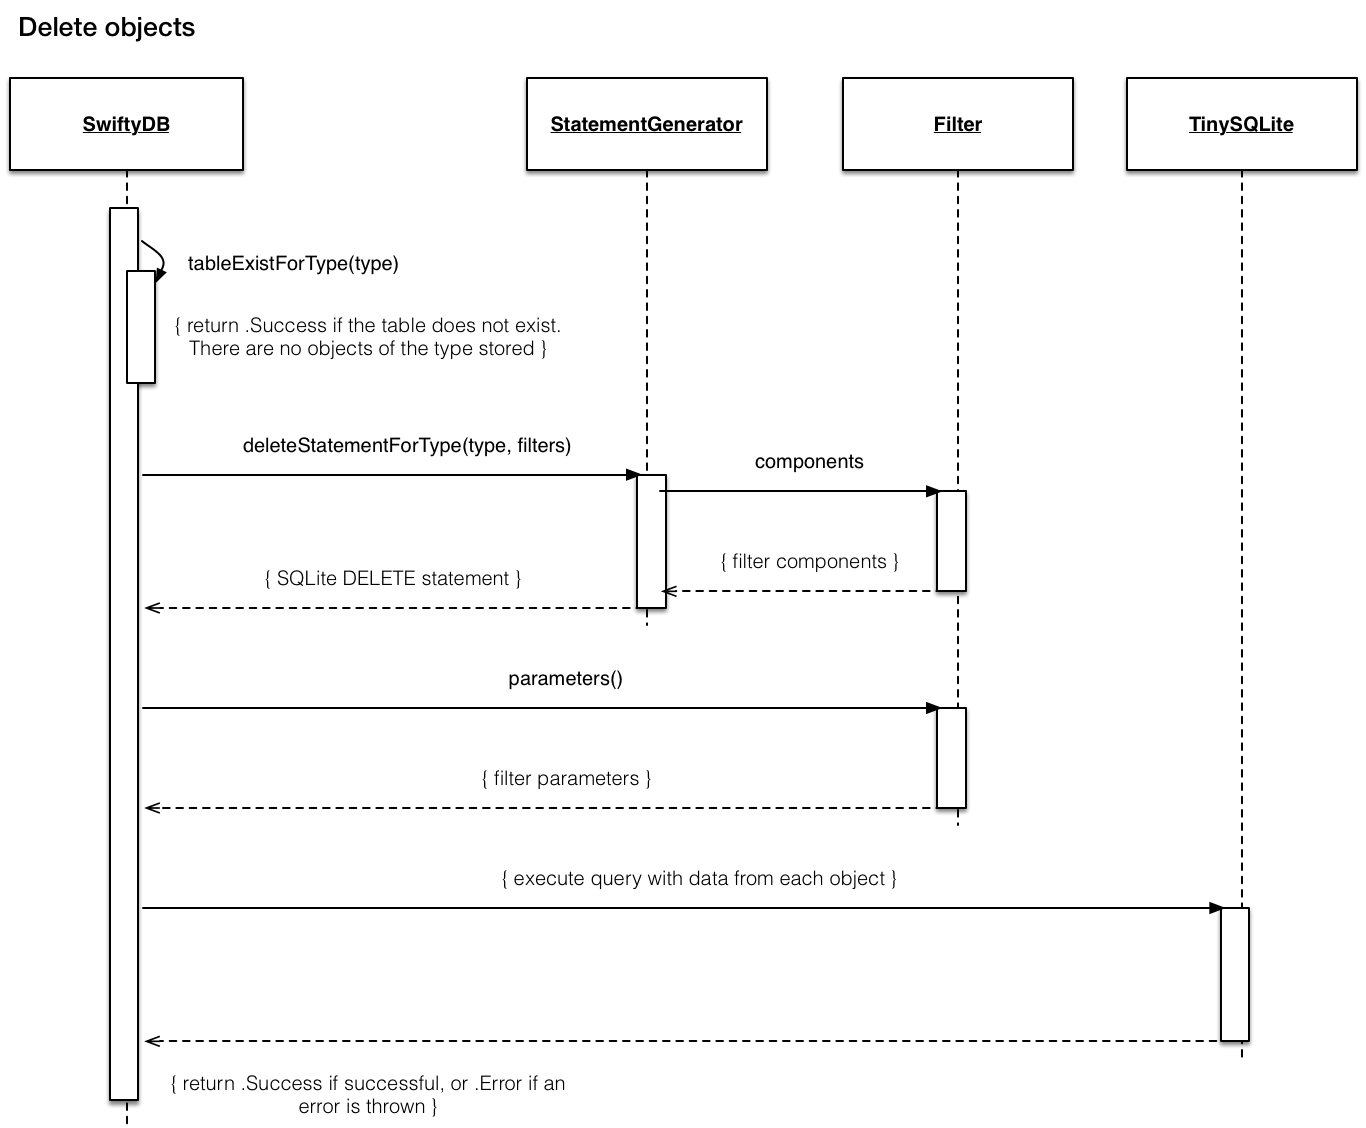 Delete objects
SwiftyDB
StatementGenerator
Filter
TinySQLite
tableExistForType(type)
{ return .Success if the table does not exist.
There are no objects of the type stored }
deleteStatementForType(type, filters)
components
{ filter components }
{ SQLite DELETE statement }
parameters()
{ filter parameters }
{ execute query with data from each object }
{ return .Success if successful, or .Error if an
error is thrown }